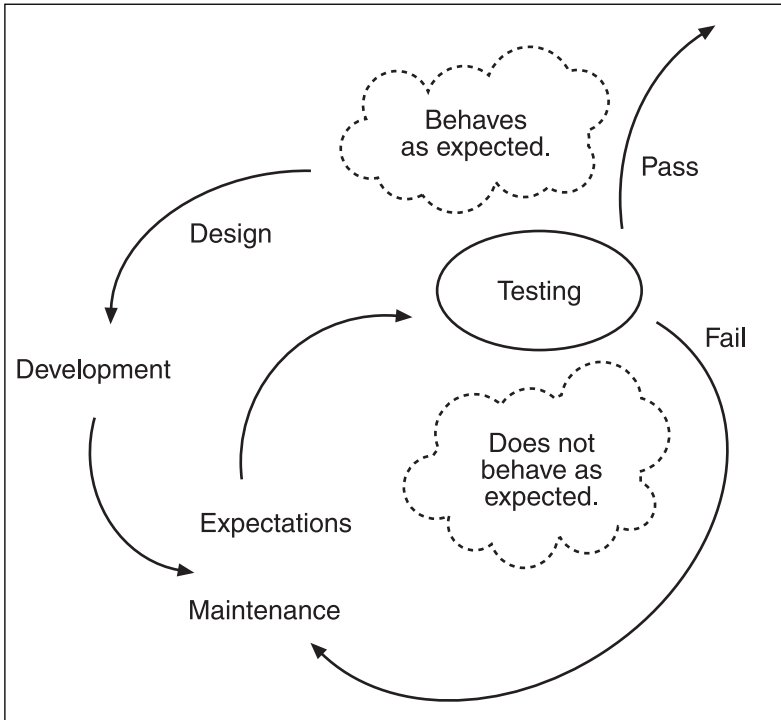 Behaves
as expected.
Pass
Design
Testing
Fail
Development
Does not
behave as
expected.
Expectations
Maintenance